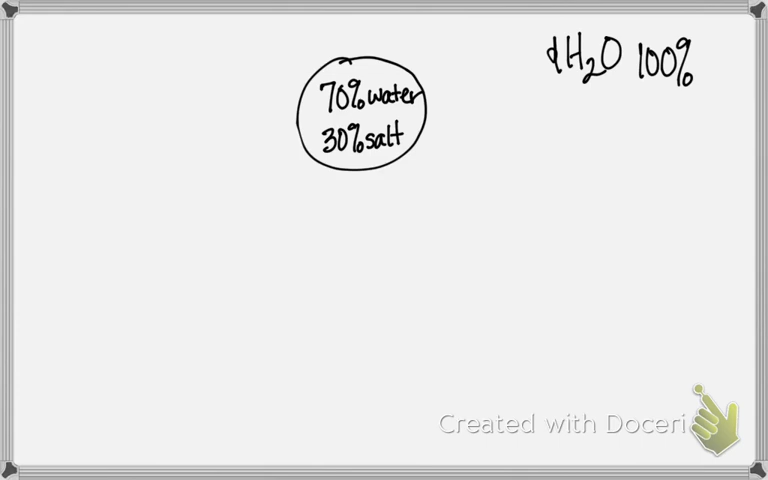 dH₂O 100%
70% water
30% salt
Created with Doceri